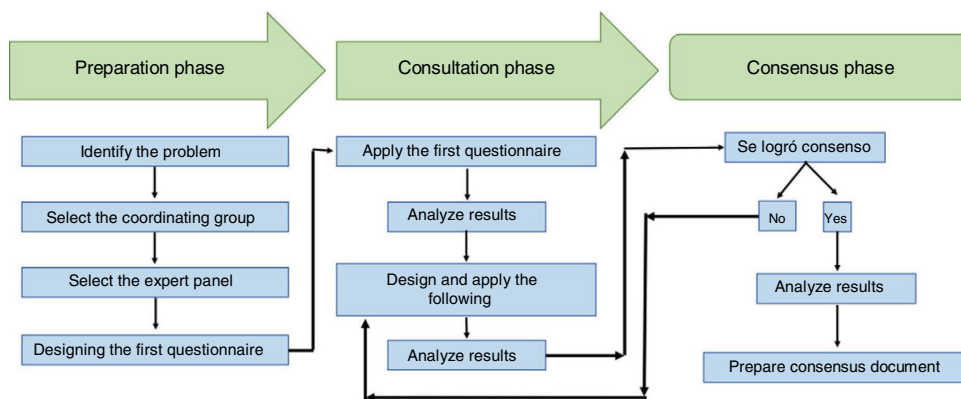 Preparation phase
Consultation phase
Consensus phase
Identify the problem
Select the coordinating group
Select the expert panel
Designing the first questionnaire
Apply the first questionnaire
Analyze results
Design and apply the
following
Analyze results
Se logró consenso
No
Yes
Analyze results
Prepare consensus document